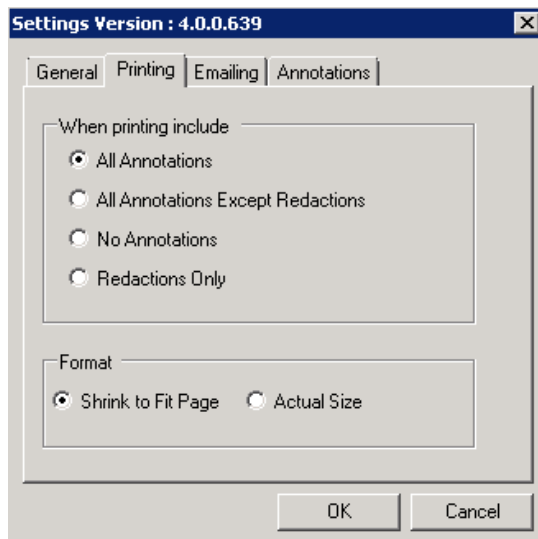 Settings Version : 4.0.0.639
General Printing Emailing Annotations
When printing include
All Annotations
All Annotations Except Redactions
No Annotations
Redactions Only
Format
Shrink to Fit Page Actual Size
OK Cancel